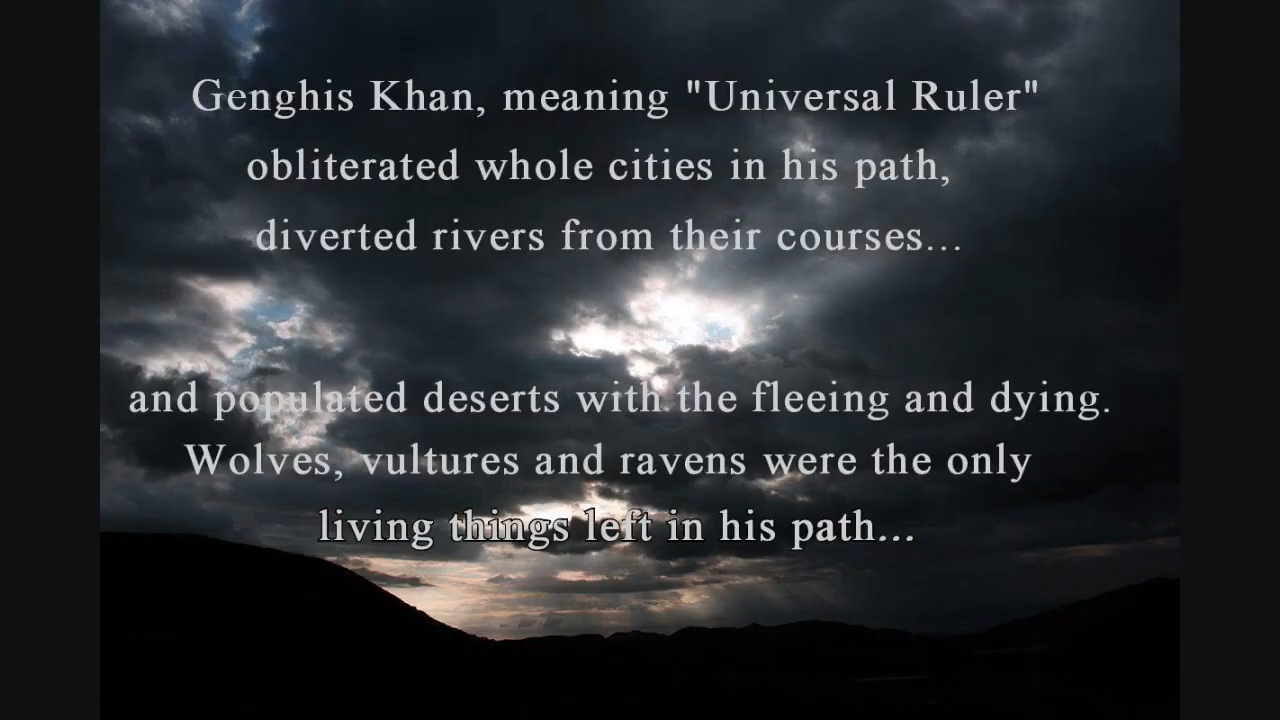 Genghis Khan, meaning "Universal Ruler"
obliterated whole cities in his path,
diverted rivers from their courses...
and populated deserts with the fleeing and dying.
Wolves, vultures and ravens were the only
living things left in his path...